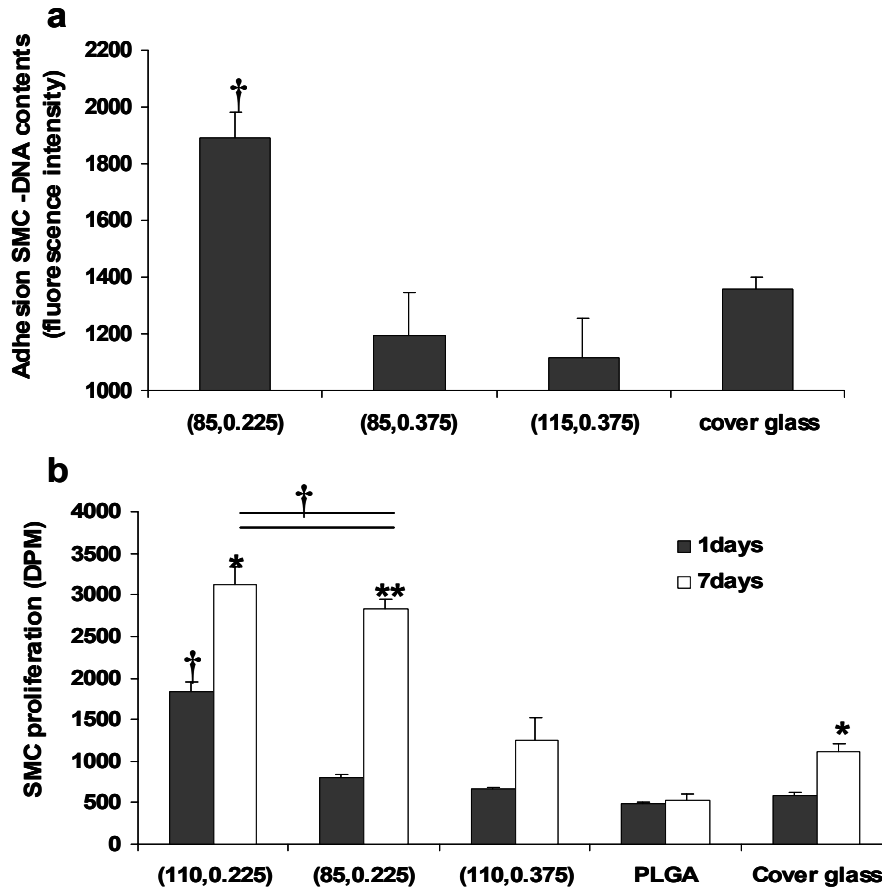 a
Adhesion SMC -DNA contents
(fluorescence intensity)
2200
2000
1800
1600
1400
1200
1000
†
(85,0.225) (85,0.375) (115,0.375) cover glass
b
SMC proliferation (DPM)
4000
3500
3000
2500
2000
1500
1000
500
0
†
* ** † *
1days
7days
(110,0.225) (85,0.225) (110,0.375) PLGA Cover glass